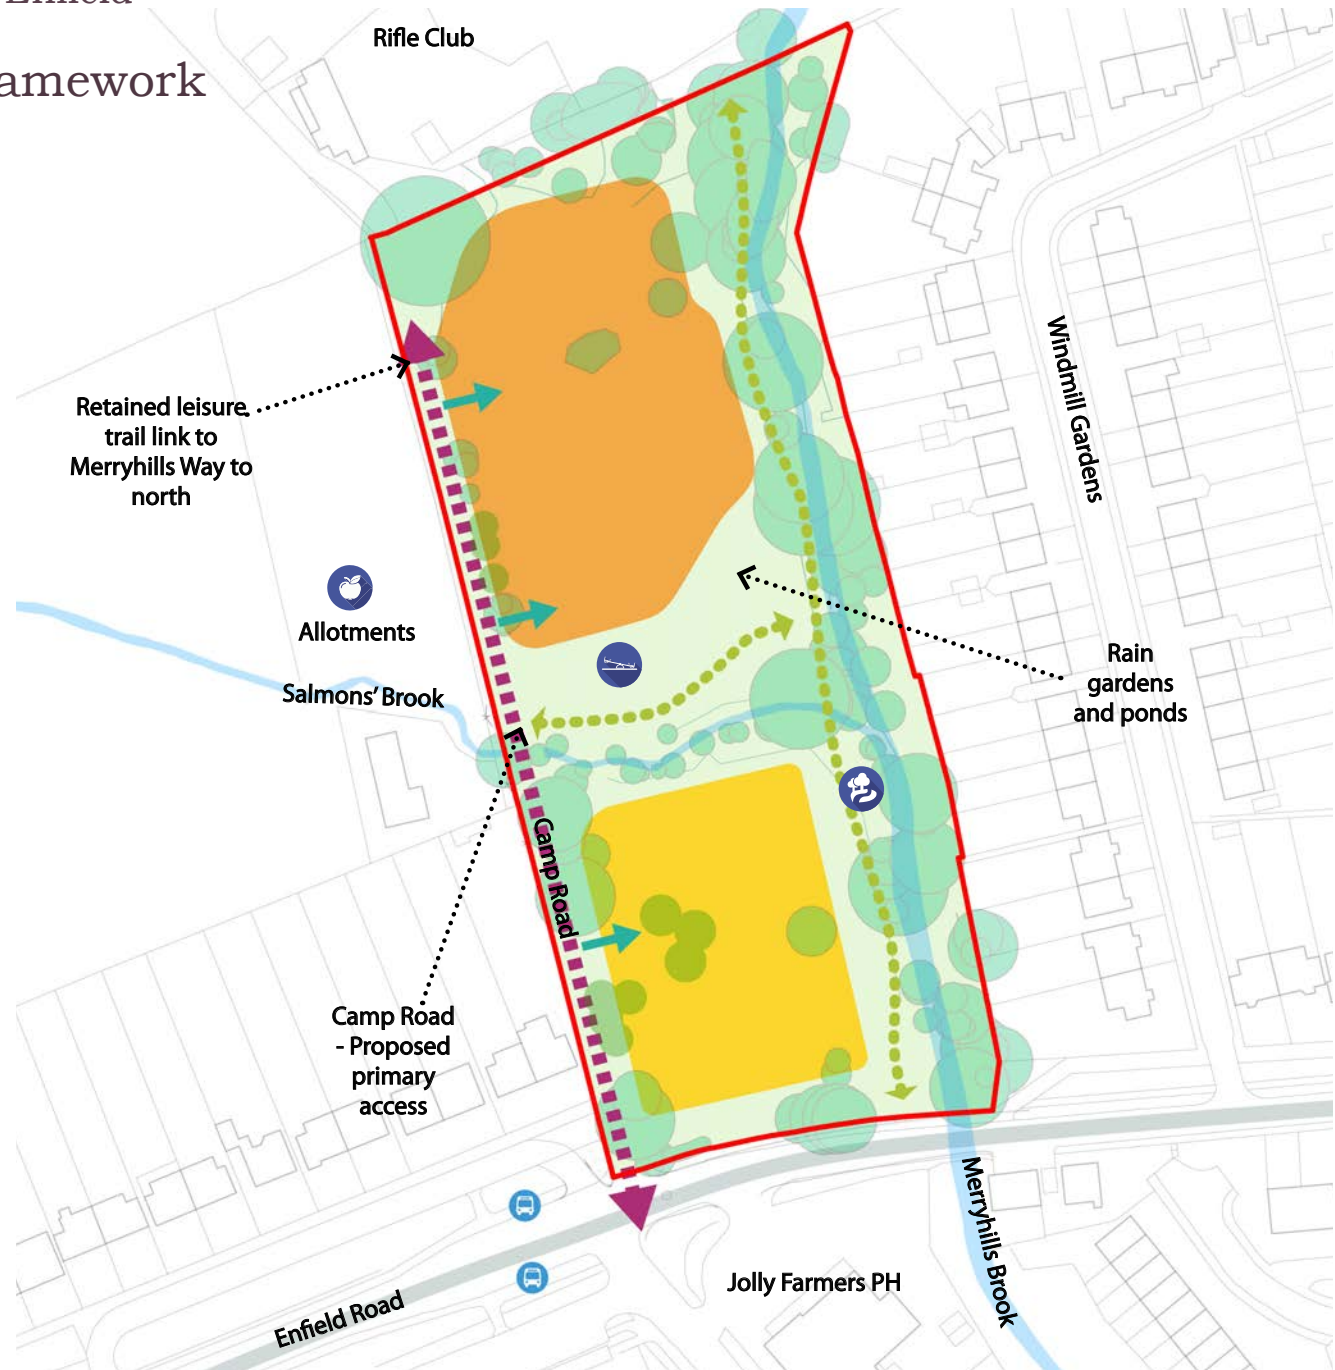 Enfield
amework
Rifle Club
Windmill Gardens
Retained leisure
trail link to
Merryhills Way to
north
Allotments
Salmons' Brook
Rain
gardens
and ponds
Camp Road
Camp Road
- Proposed
primary
access
Merryhills Brook
Jolly Farmers PH
Enfield Road